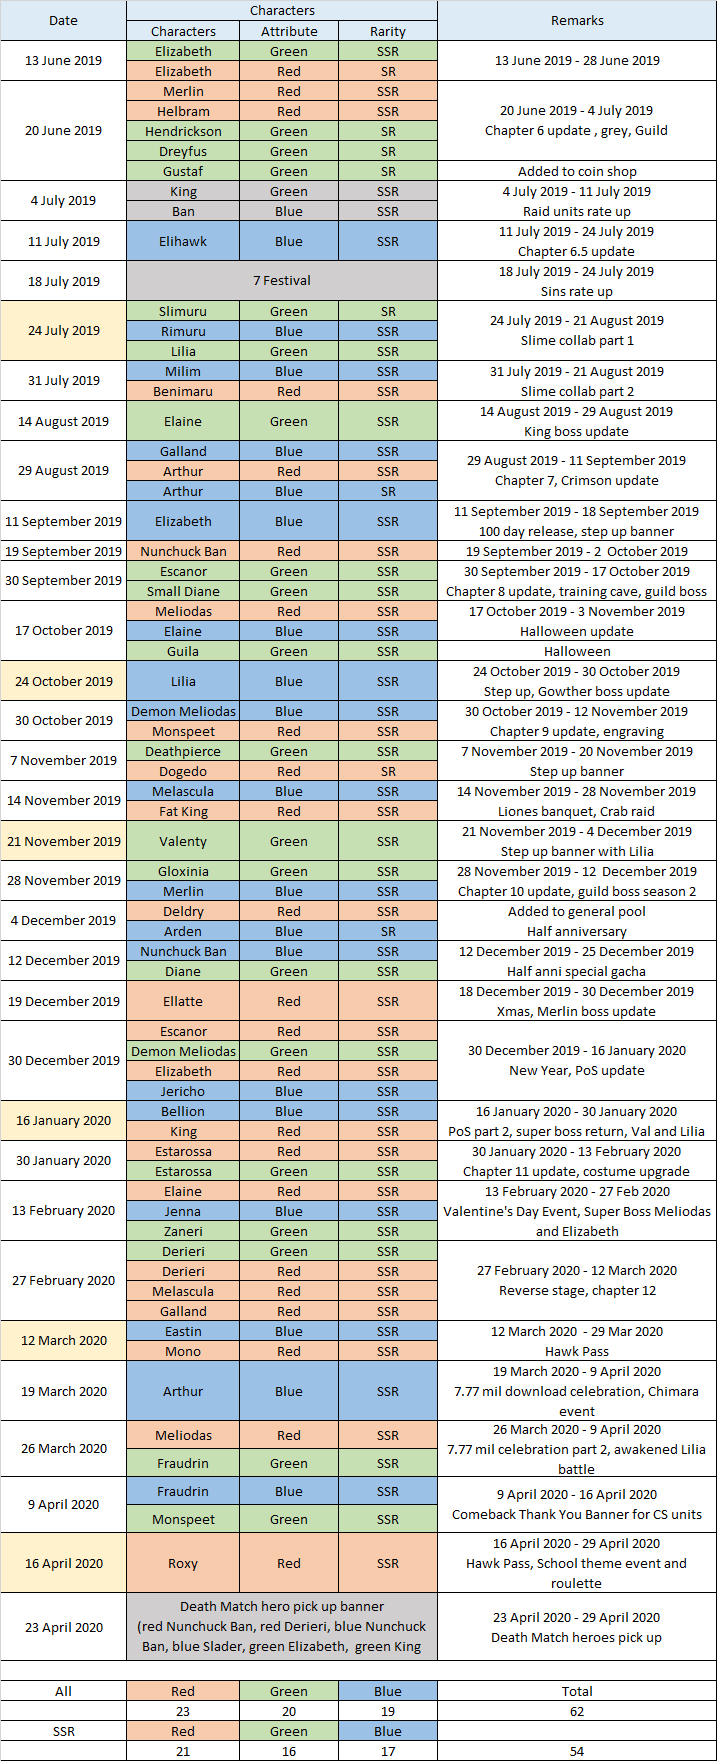 Date Characters Remarks
Characters Attribute Rarity
13 June 2019 Elizabeth Green SSR 13 June 2019 - 28 June 2019
Elizabeth Red SR
20 June 2019 Merlin Red SSR 20 June 2019 - 4 July 2019
Helbram Red SSR Chapter 6 update , grey, Guild
Hendrickson Green SR
Dreyfus Green SR
Gustaf Green SR Added to coin shop
4 July 2019 King Green SSR 4 July 2019 - 11 July 2019
Ban Blue SSR Raid units rate up
11 July 2019 Elihawk Blue SSR 11 July 2019 - 24 July 2019
Chapter 6.5 update
18 July 2019 7 Festival 18 July 2019 - 24 July 2019
Sins rate up
24 July 2019 Slimuru Green SR 24 July 2019 - 21 August 2019
Rimuru Blue SSR Slime collab part 1
Lilia Green SSR
31 July 2019 Milim Blue SSR 31 July 2019 - 21 August 2019
Benimaru Red SSR Slime collab part 2
14 August 2019 Elaine Green SSR 14 August 2019 - 29 August 2019
King boss update
29 August 2019 Galland Blue SSR 29 August 2019 - 11 September 2019
Arthur Red SSR Chapter 7, Crimson update
Arthur Blue SR
11 September 2019 Elizabeth Blue SSR 11 September 2019 - 18 September 2019
100 day release, step up banner
19 September 2019 Nunchuck Ban Red SSR 19 September 2019 - 2 October 2019
30 September 2019 Escanor Green SSR 30 September 2019 - 17 October 2019
Small Diane Green SSR Chapter 8 update, training cave, guild boss
17 October 2019 Meliodas Red SSR 17 October 2019 - 3 November 2019
Elaine Blue SSR Halloween update
Guila Green SSR Halloween
24 October 2019 Lilia Blue SSR 24 October 2019 - 30 October 2019
Step up, Gowther boss update
30 October 2019 Demon Meliodas Blue SSR 30 October 2019 - 12 November 2019
Monspeet Red SSR Chapter 9 update, engraving
7 November 2019 Deathpierce Green SSR 7 November 2019 - 20 November 2019
Dogedo Red SR Step up banner
14 November 2019 Melascula Blue SSR 14 November 2019 - 28 November 2019
Fat King Red SSR Liones banquet, Crab raid
21 November 2019 Valenty Green SSR 21 November 2019 - 4 December 2019
Step up banner with Lilia
28 November 2019 Gloxinia Green SSR 28 November 2019 - 12 December 2019
Merlin Blue SSR Chapter 10 update, guild boss season 2
4 December 2019 Deldry Red SSR Added to general pool
Arden Blue SR Half anniversary
12 December 2019 Nunchuck Ban Blue SSR 12 December 2019 - 25 December 2019
Diane Green SSR Half anni special gacha
19 December 2019 Ellatte Red SSR 18 December 2019 - 30 December 2019
Xmas, Merlin boss update
30 December 2019 Escanor Red SSR 30 December 2019 - 16 January 2020
Demon Meliodas Green SSR New Year, PoS update
Elizabeth Red SSR
Jericho Blue SSR
16 January 2020 Bellion Blue SSR 16 January 2020 - 30 January 2020
King Red SSR PoS part 2, super boss return, Val and Lilia
30 January 2020 Estarossa Red SSR 30 January 2020 - 13 February 2020
Estarossa Green SSR Chapter 11 update, costume upgrade
13 February 2020 Elaine Red SSR 13 February 2020 - 27 Feb 2020
Jenna Blue SSR Valentine's Day Event, Super Boss Meliodas
Zaneri Green SSR and Elizabeth
27 February 2020 Derieri Green SSR 27 February 2020 - 12 March 2020
Derieri Red SSR Reverse stage, chapter 12
Melascula Red SSR
Galland Red SSR
12 March 2020 Eastin Blue SSR 12 March 2020 - 29 Mar 2020
Mono Red SSR Hawk Pass
19 March 2020 Arthur Blue SSR 19 March 2020 - 9 April 2020
7.77 mil download celebration, Chimara
event
26 March 2020 Meliodas Red SSR 26 March 2020 - 9 April 2020
Fraudrin Green SSR 7.77 mil celebration part 2, awakened Lilia
battle
9 April 2020 Fraudrin Blue SSR 9 April 2020 - 16 April 2020
Monspeet Green SSR Comeback Thank You Banner for CS units
16 April 2020 Roxy Red SSR 16 April 2020 - 29 April 2020
Hawk Pass, School theme event and
roulette
23 April 2020 Death Match hero pick up banner 23 April 2020 - 29 April 2020
(red Nunchuck Ban, red Derieri, blue Nunchuck Death Match heroes pick up
Ban, blue Slader, green Elizabeth, green King
All Red Green Blue Total
23 20 19 62
SSR Red Green Blue
21 16 17 54